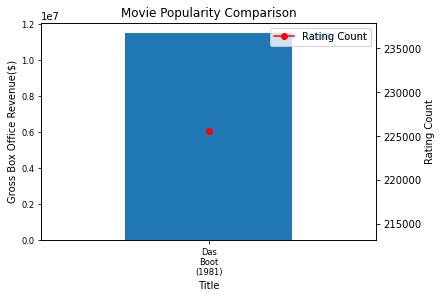 Movie Popularity Comparison
1e7
Rating Count
1.2
1.0
0.8
0.6
0.4
0.2
0.0
Gross Box Office Revenue($)
235000
230000
225000
220000
215000
Rating Count
Das
Boot
(1981)
Title